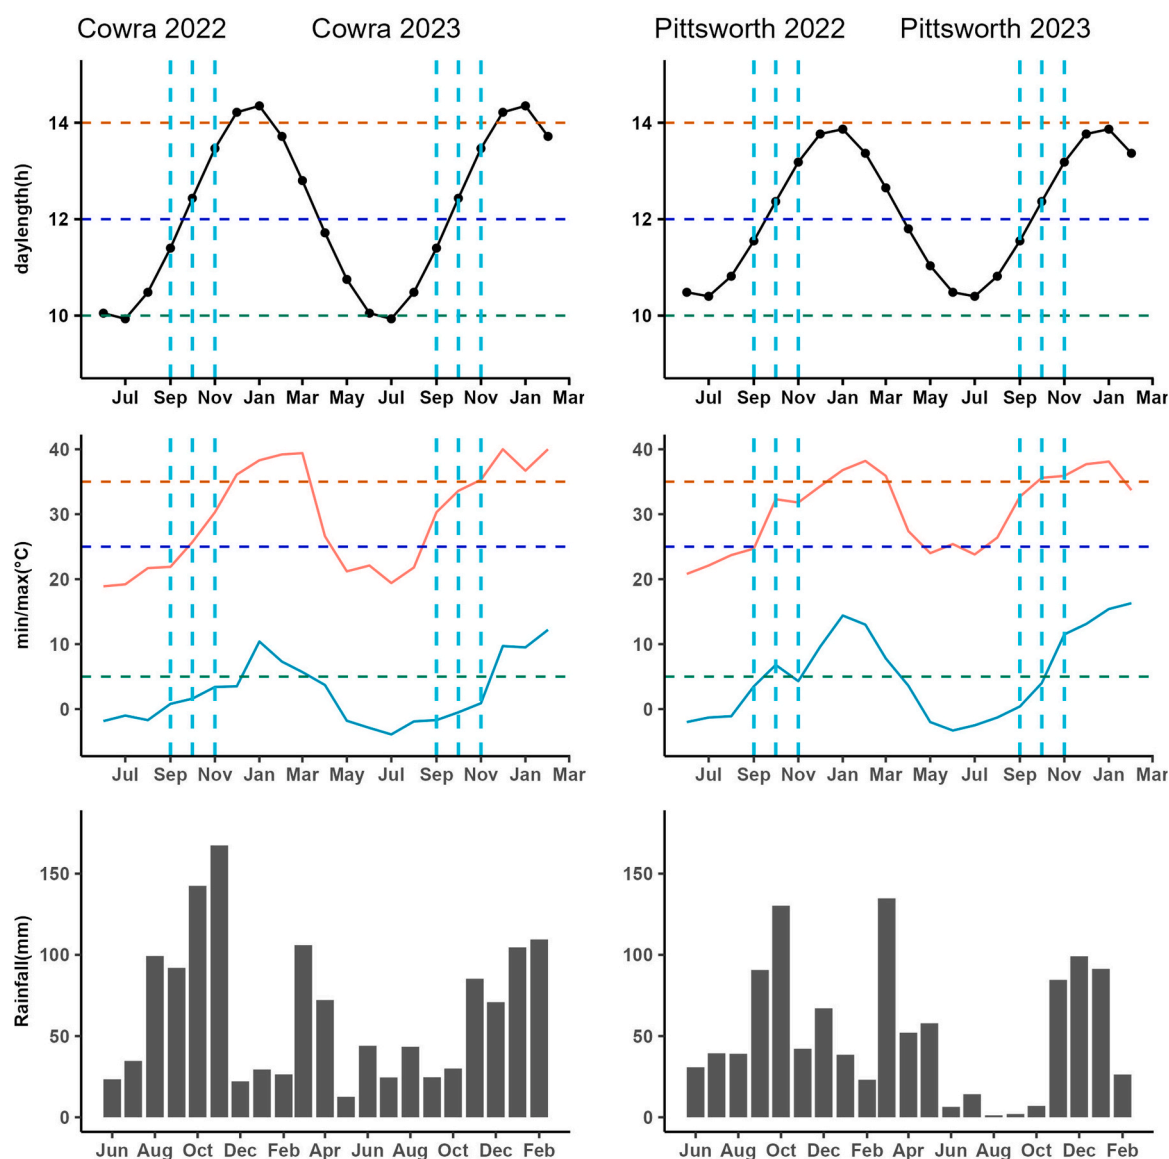 Cowra 2022 Cowra 2023 Pittsworth 2022 Pittsworth 2023
daylength(h)
14
12
10
Jul Sep Nov Jan Mar May Jul Sep Nov Jan Mar
14
12
10
Jul Sep Nov Jan Mar May Jul Sep Nov Jan Mar
min/max(°C)
40
30
20
10
0
Jul Sep Nov Jan Mar May Jul Sep Nov Jan Mar
40
30
20
10
0
Jul Sep Nov Jan Mar May Jul Sep Nov Jan Mar
Rainfall(mm)
150
100
50
0
Jun Aug Oct Dec Feb Apr Jun Aug Oct Dec Feb
150
100
50
0
Jun Aug Oct Dec Feb Apr Jun Aug Oct Dec Feb